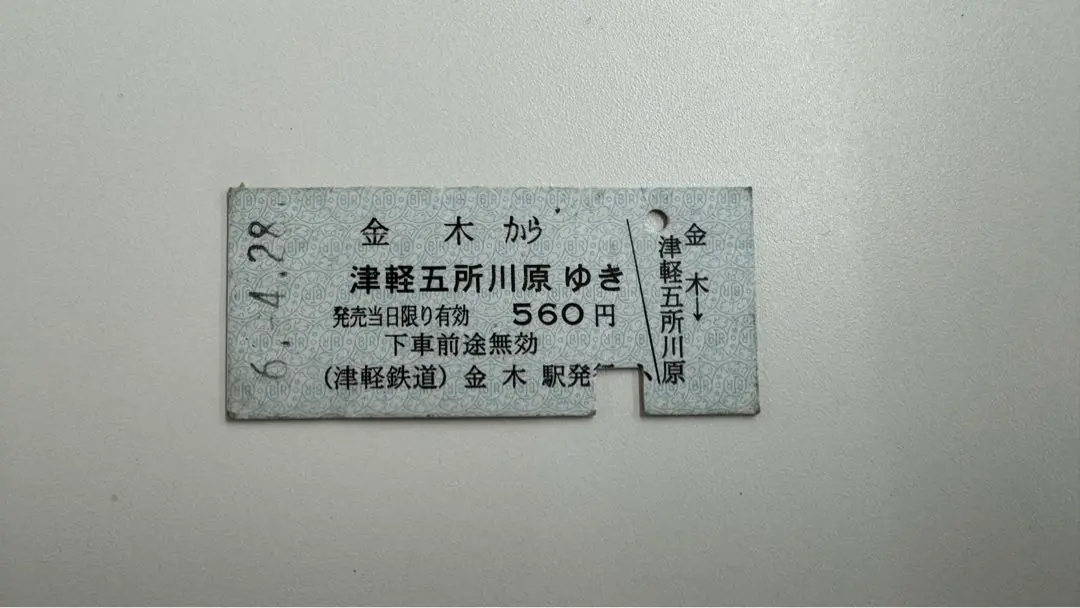 6.-4.28
金木から
津軽五所川原ゆき
発売当日限り有効 560円
下車前途無効
(津軽鉄道) 金木 駅発
金木→
津軽五所川原